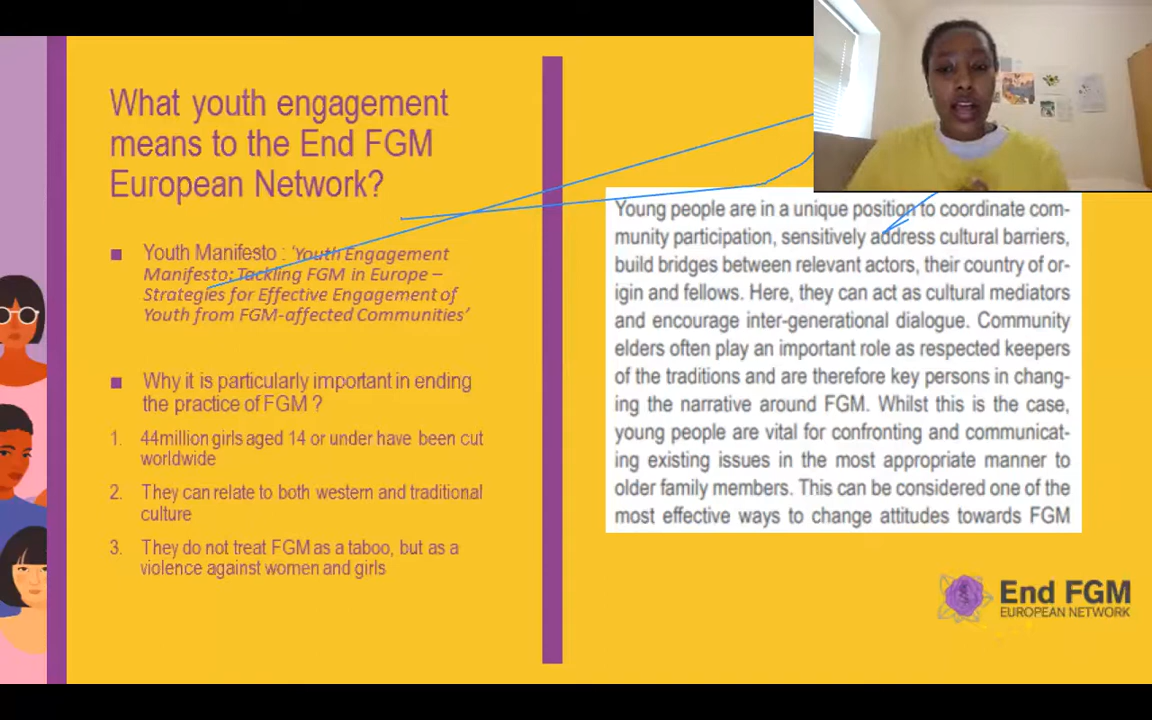 What youth engagement
means to the End FGM
European Network?
■ Youth Manifesto : ‘Youth Engagement
Manifesto: Tackling FGM in Europe –
Strategies for Effective Engagement of
Youth from FGM-affected Communities’
■ Why it is particularly important in ending
the practice of FGM ?
1. 44million girls aged 14 or under have been cut
worldwide
2. They can relate to both western and traditional
culture
3. They do not treat FGM as a taboo, but as a
violence against women and girls
Young people are in a unique position to coordinate com-
munity participation, sensitively address cultural barriers,
build bridges between relevant actors, their country of or-
igin and fellows. Here, they can act as cultural mediators
and encourage inter-generational dialogue. Community
elders often play an important role as respected keepers
of the traditions and are therefore key persons in chang-
ing the narrative around FGM. Whilst this is the case,
young people are vital for confronting and communicat-
ing existing issues in the most appropriate manner to
older family members. This can be considered one of the
most effective ways to change attitudes towards FGM
End FGM
EUROPEAN NETWORK